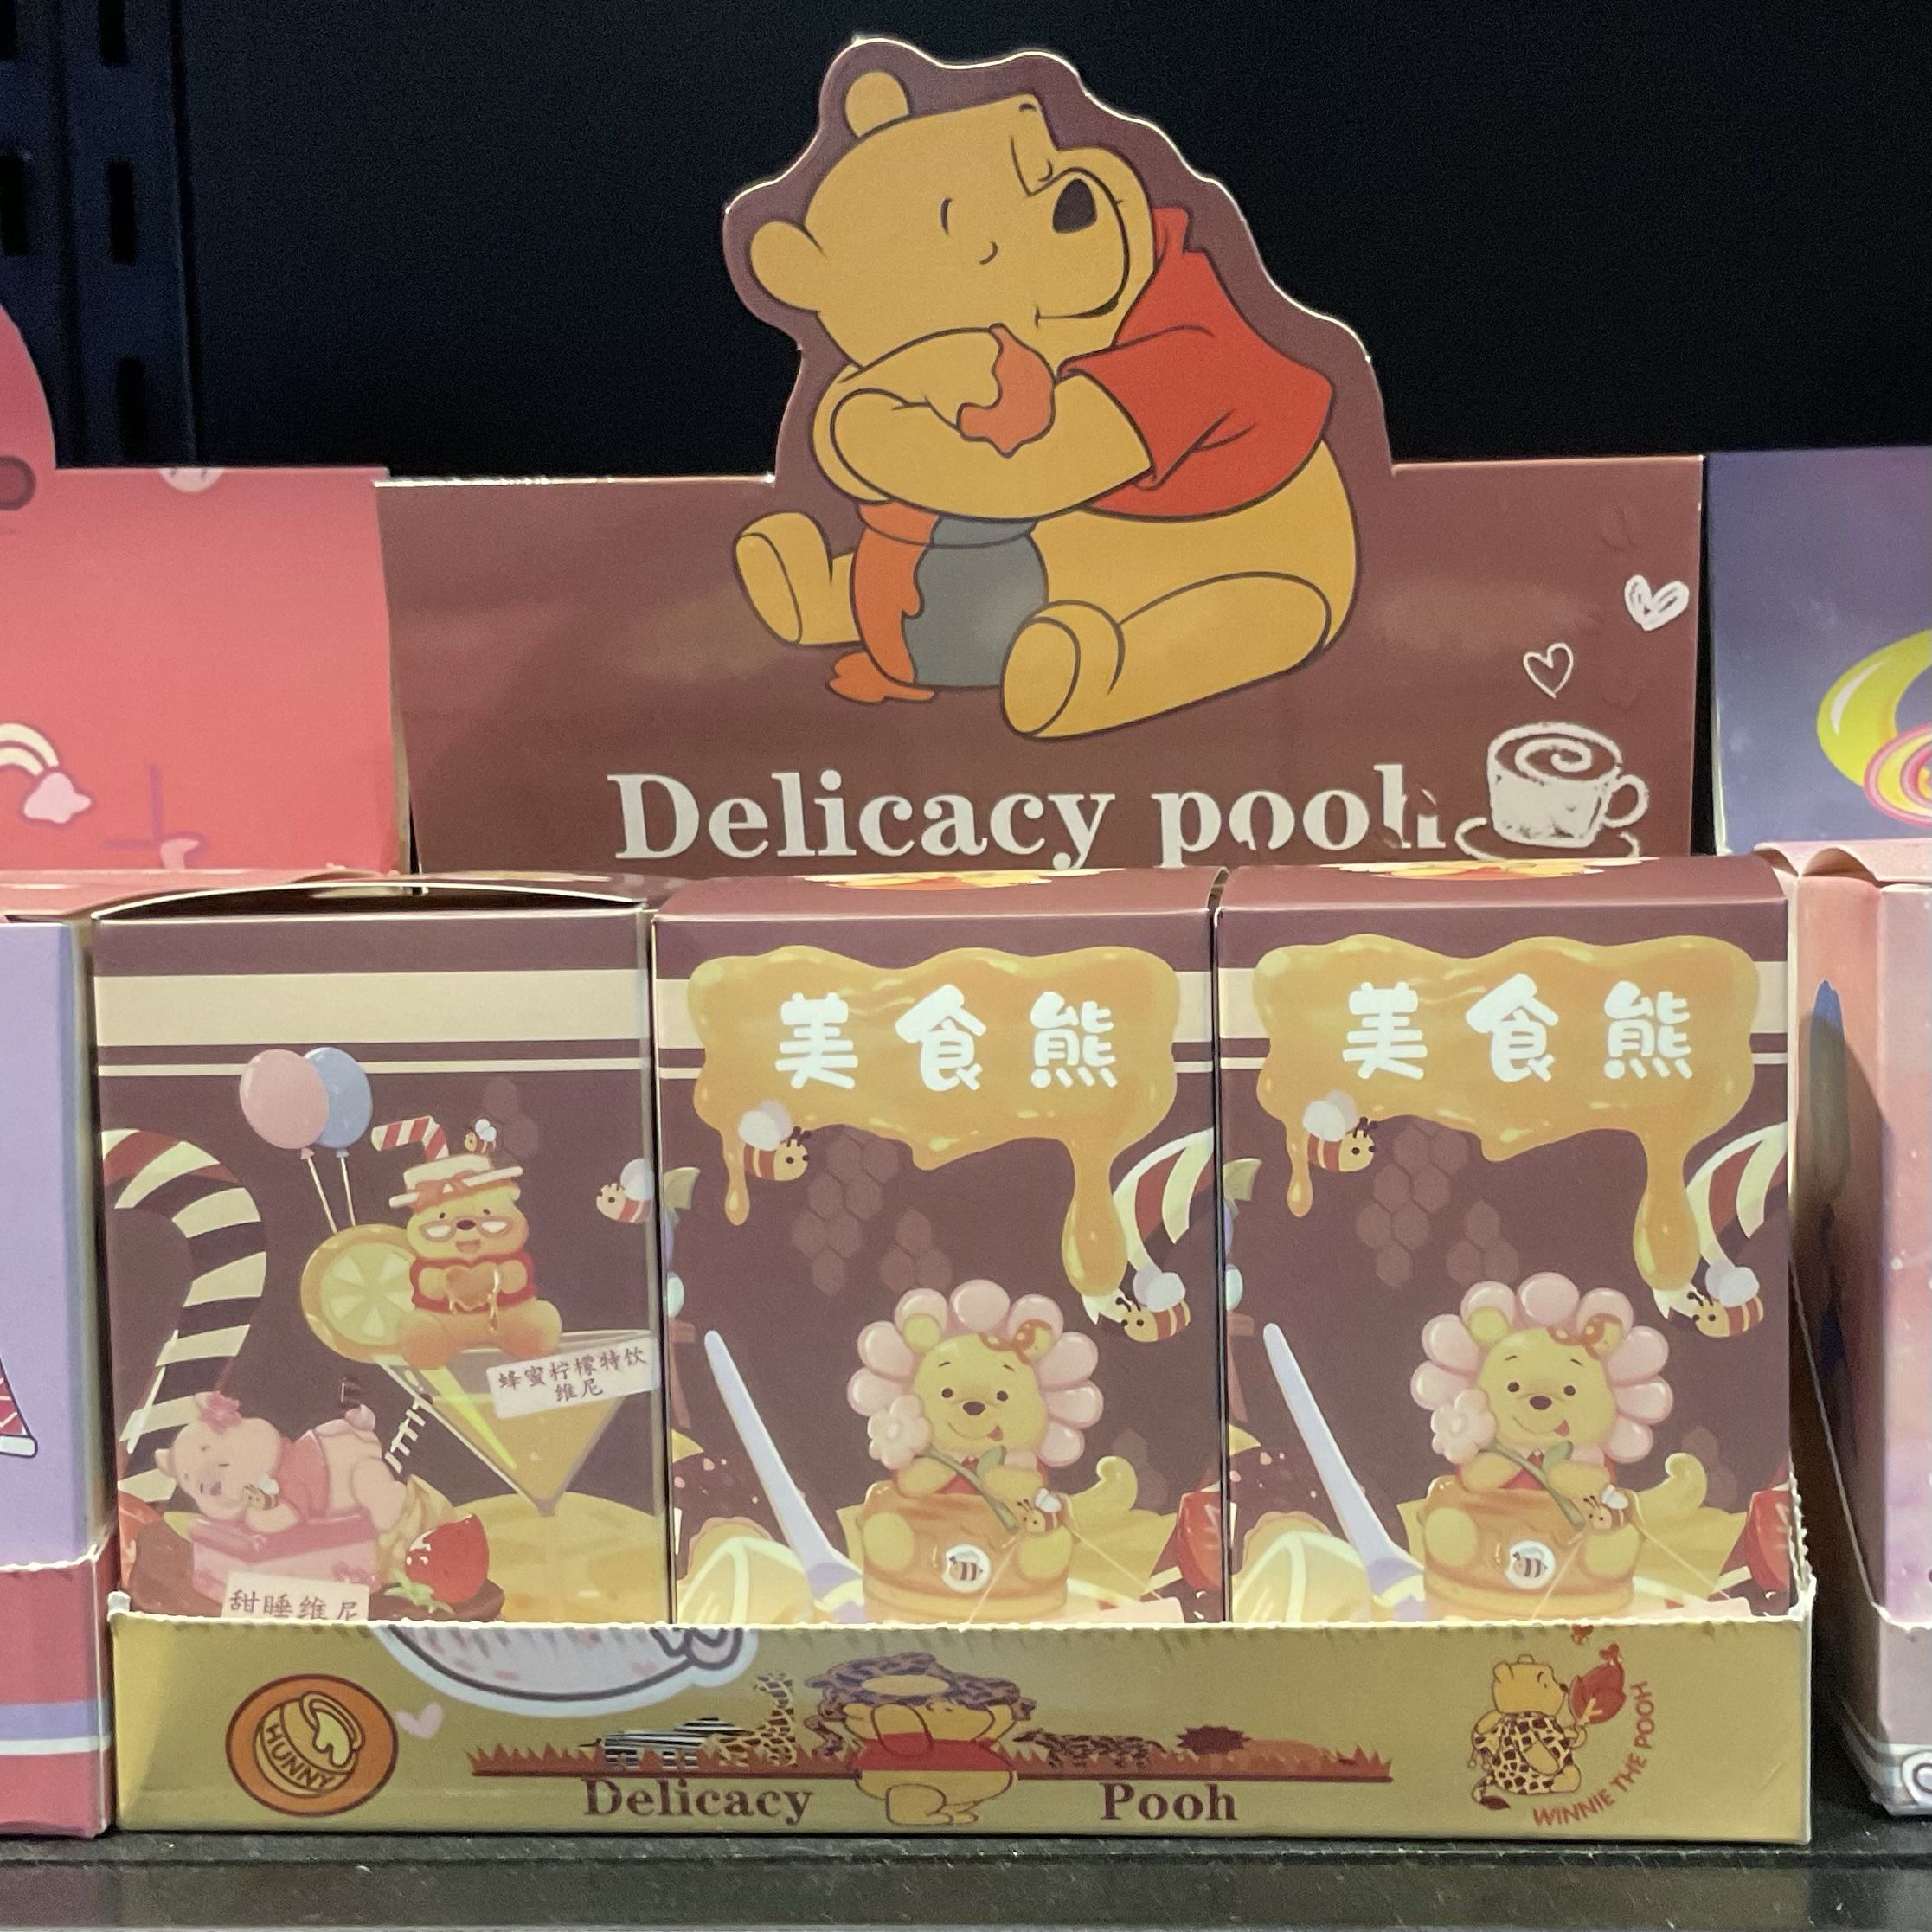 Delicacy pooh
美食熊
美食熊
蜂蜜柠檬特饮
维尼
甜睡维尼
HUNNY
Delicacy Pooh
WINNIE THE POOH